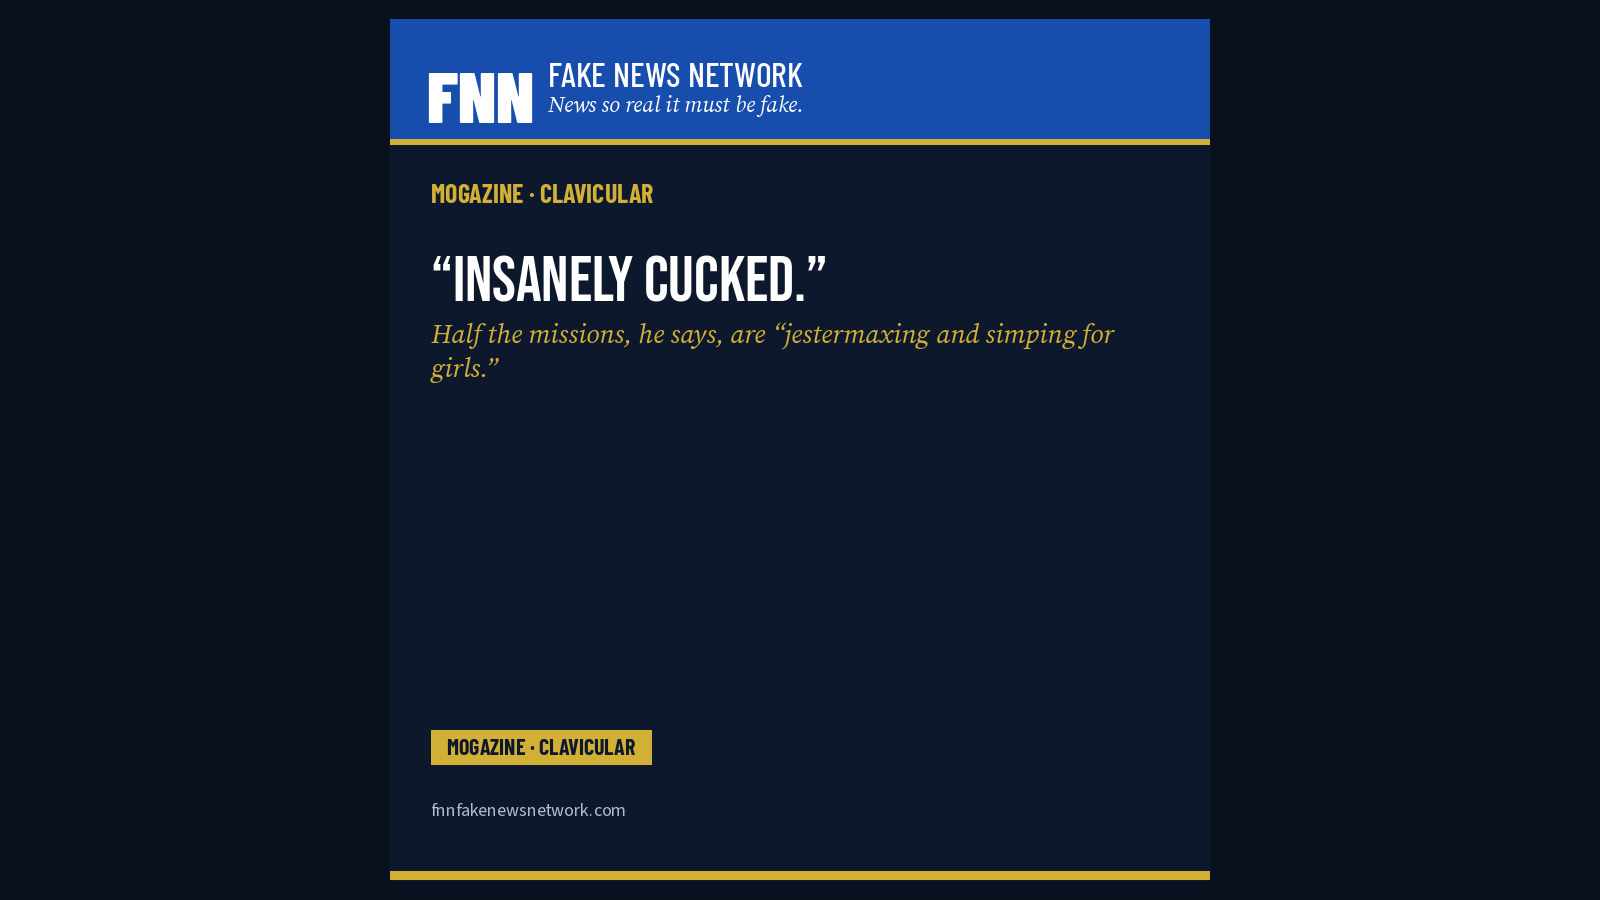 FNN
FAKE NEWS NETWORK
News so real it must be fake.
MOGAZINE · CLAVICULAR
“INSANELY CUCKED.”
Half the missions, he says, are “jestermaxing and simping for
girls.”
MOGAZINE · CLAVICULAR
fnnfakenewsnetwork.com